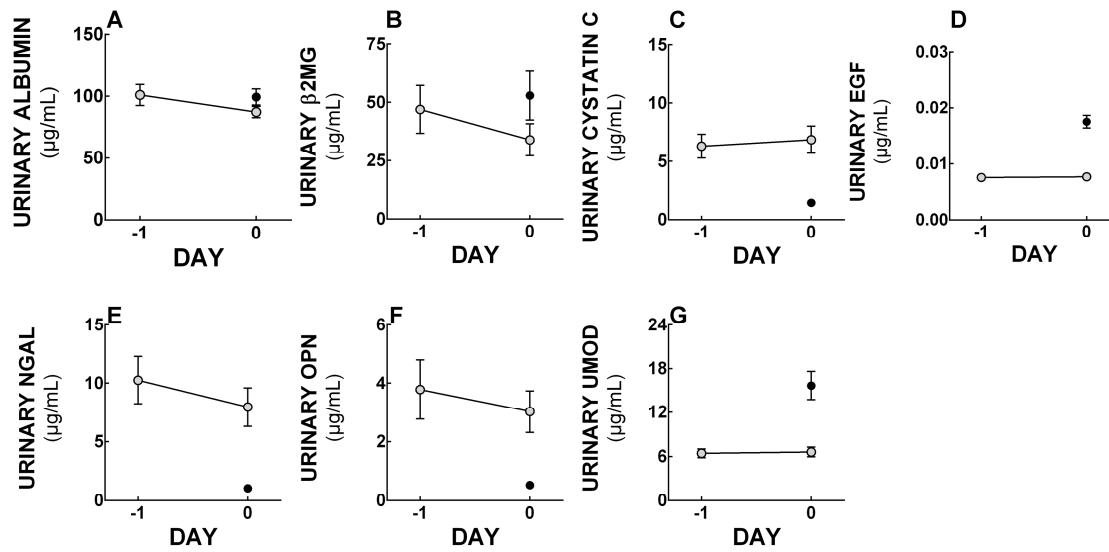 A
URINARY ALBUMIN
(µg/mL)
150
100
50
0
-1
0
DAY
B
URINARY β2MG
(µg/mL)
75
50
25
0
-1
0
DAY
C
URINARY CYSTATIN C
(µg/mL)
15
10
5
0
-1
0
DAY
D
URINARY EGF
(µg/mL)
0.03
0.02
0.01
0.00
-1
0
DAY
E
URINARY NGAL
(µg/mL)
15
10
5
0
-1
0
DAY
F
URINARY OPN
(µg/mL)
6
4
2
0
-1
0
DAY
G
URINARY UMOD
(µg/mL)
24
18
12
6
0
-1
0
DAY